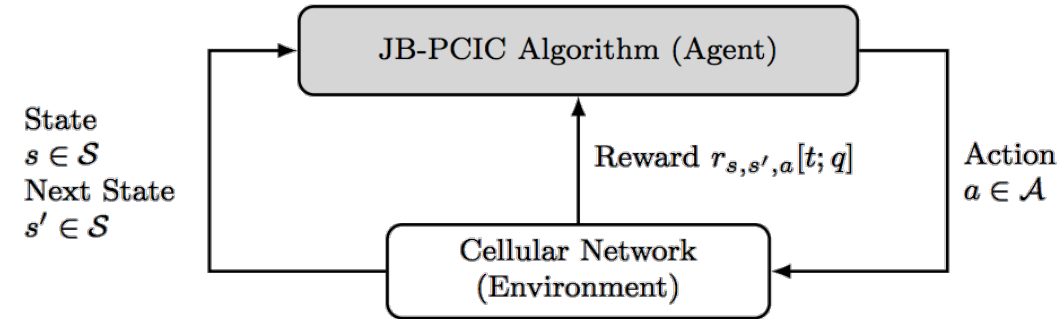 JB-PCIC Algorithm (Agent)
State
s ∈ 𝒮
Next State
s′ ∈ 𝒮
Reward r_{s,s′,a}[t; q]
Action
a ∈ 𝒜
Cellular Network
(Environment)